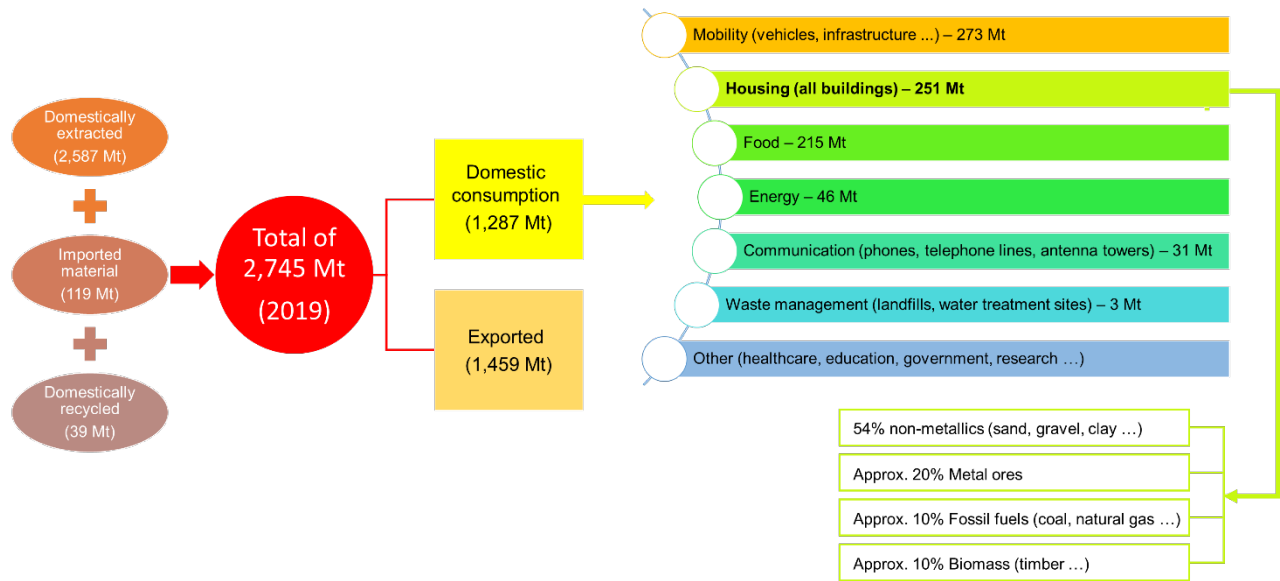 Domestically
extracted
(2,587 Mt)
Imported
material
(119 Mt)
Domestically
recycled
(39 Mt)
Total of
2,745 Mt
(2019)
Domestic
consumption
(1,287 Mt)
Exported
(1,459 Mt)
Mobility (vehicles, infrastructure ...) – 273 Mt
Housing (all buildings) – 251 Mt
Food – 215 Mt
Energy – 46 Mt
Communication (phones, telephone lines, antenna towers) – 31 Mt
Waste management (landfills, water treatment sites) – 3 Mt
Other (healthcare, education, government, research …)
54% non-metallics (sand, gravel, clay …)
Approx. 20% Metal ores
Approx. 10% Fossil fuels (coal, natural gas …)
Approx. 10% Biomass (timber …)